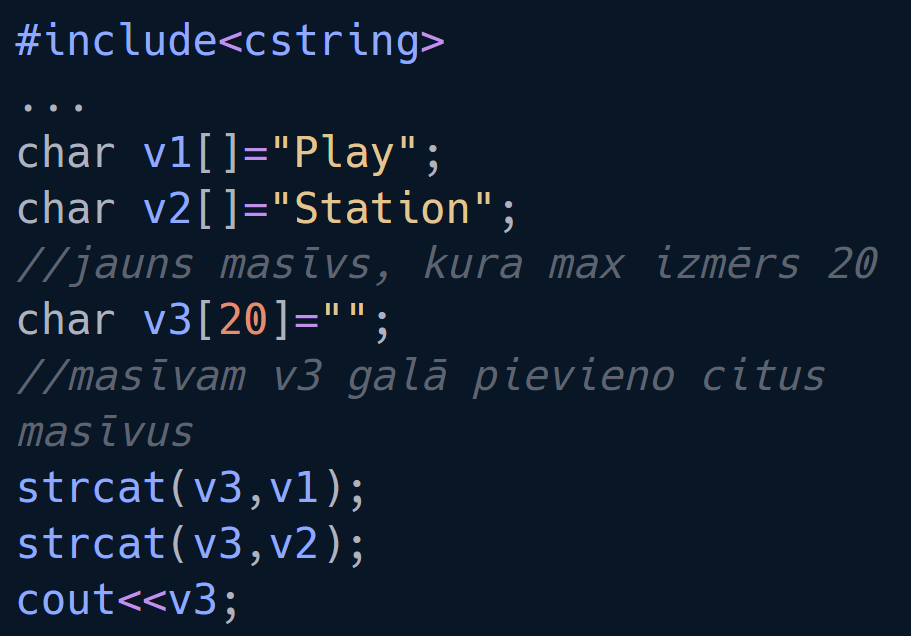 #include<cstring>
...
char v1[]="Play";
char v2[]="Station";
//jauns masīvs, kura max izmērs 20
char v3[20]="";
//masīvam v3 galā pievieno citus
masīvus
strcat(v3,v1);
strcat(v3,v2);
cout<<v3;